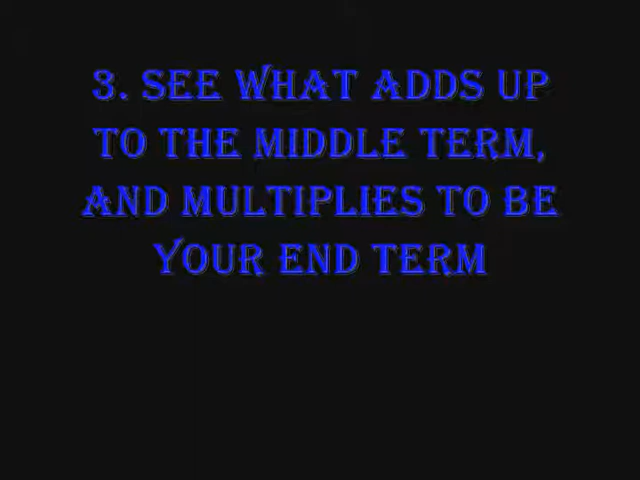 3. SEE WHAT ADDS UP
TO THE MIDDLE TERM,
AND MULTIPLIES TO BE
YOUR END TERM